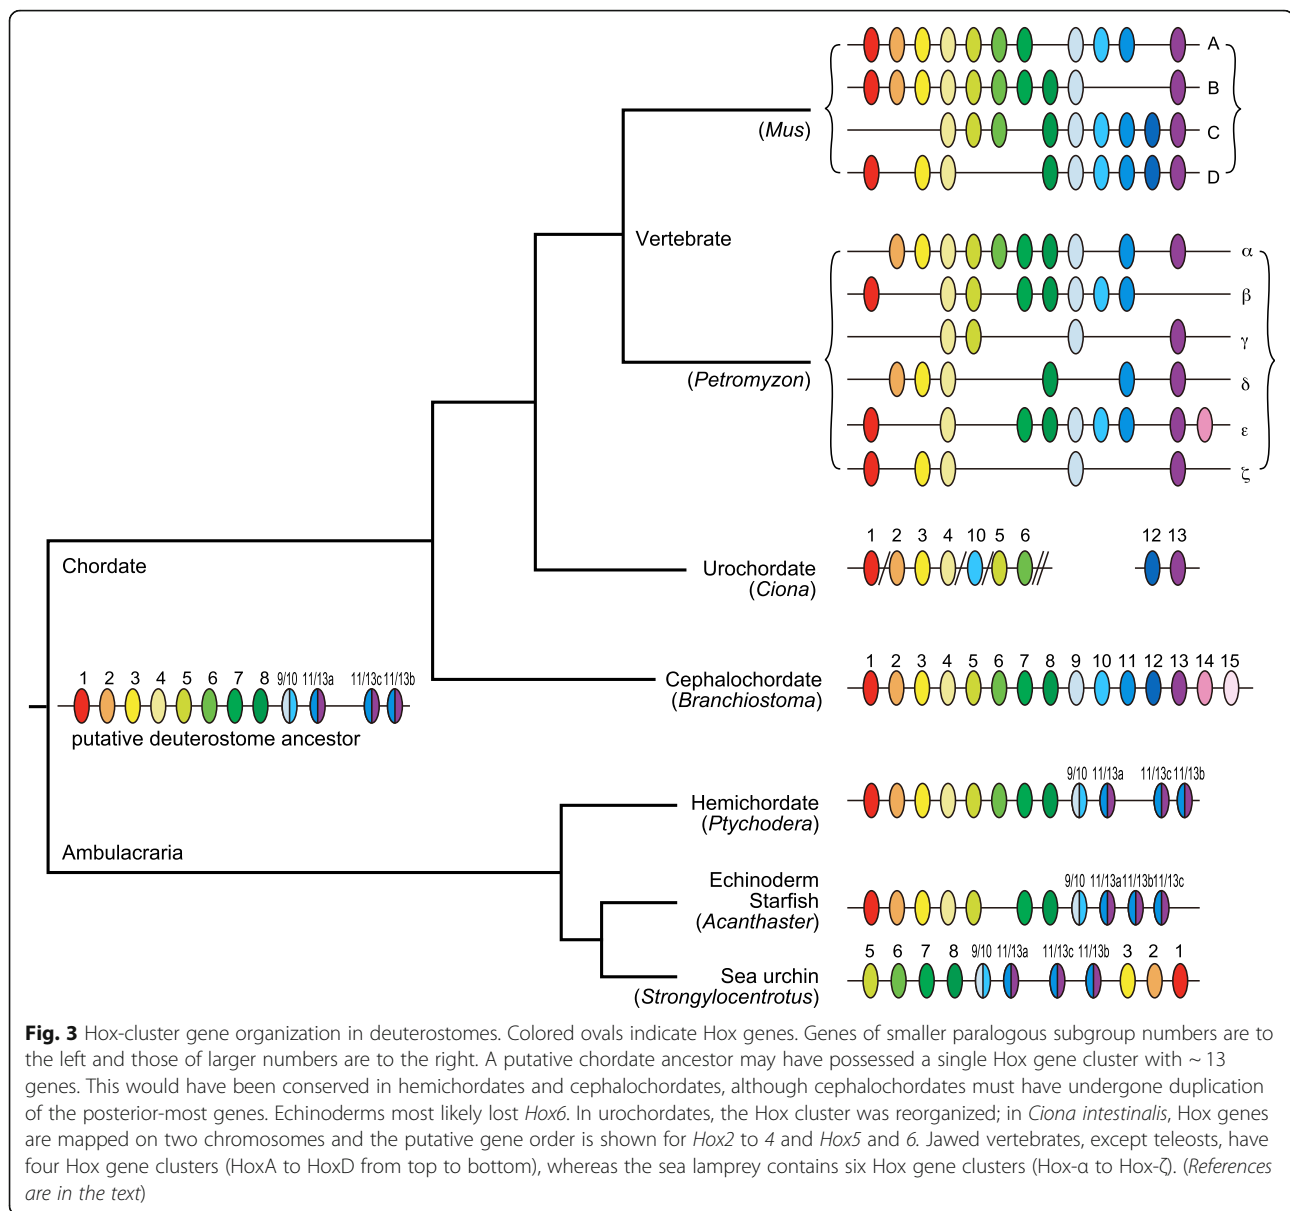 A
B
(Mus)
C
D
Vertebrate
α
β
γ
(Petromyzon)
δ
ε
ζ
1 2 3 4 10 5 6 12 13
Urochordate
(Ciona)
Chordate
1 2 3 4 5 6 7 8 9 10 11 12 13 14 15
Cephalochordate
(Branchiostoma)
1 2 3 4 5 6 7 8 9/10 11/13a 11/13c 11/13b
putative deuterostome ancestor
9/10 11/13a 11/13c 11/13b
Hemichordate
(Ptychodera)
Ambulacraria
Echinoderm
Starfish
(Acanthaster)
9/10 11/13a 11/13b 11/13c
5 6 7 8 9/10 11/13a 11/13c 11/13b 3 2 1
Sea urchin
(Strongylocentrotus)
Fig. 3 Hox-cluster gene organization in deuterostomes. Colored ovals indicate Hox genes. Genes of smaller paralogous subgroup numbers are to
the left and those of larger numbers are to the right. A putative chordate ancestor may have possessed a single Hox gene cluster with ~ 13
genes. This would have been conserved in hemichordates and cephalochordates, although cephalochordates must have undergone duplication
of the posterior-most genes. Echinoderms most likely lost Hox6. In urochordates, the Hox cluster was reorganized; in Ciona intestinalis, Hox genes
are mapped on two chromosomes and the putative gene order is shown for Hox2 to 4 and Hox5 and 6. Jawed vertebrates, except teleosts, have
four Hox gene clusters (HoxA to HoxD from top to bottom), whereas the sea lamprey contains six Hox gene clusters (Hox-α to Hox-ζ). (References
are in the text)